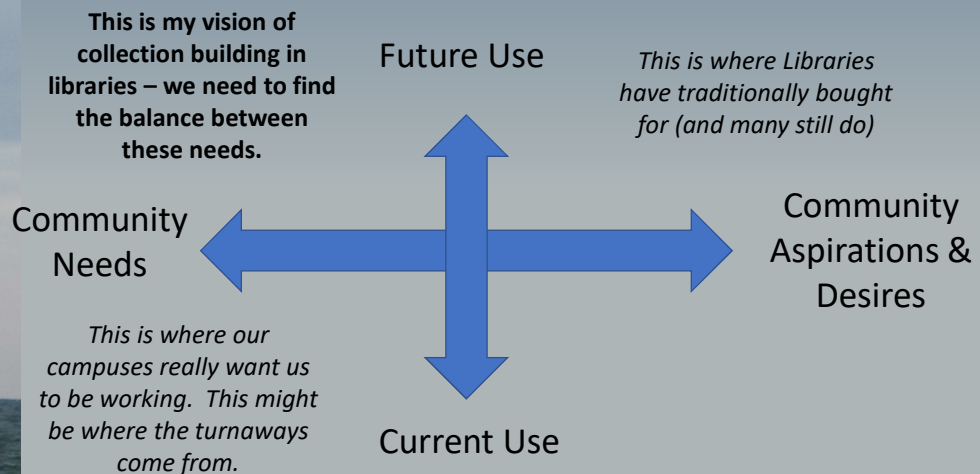 This is my vision of
collection building in
libraries – we need to find
the balance between
these needs.
Future Use
This is where Libraries
have traditionally bought
for (and many still do)
Community
Needs
Community
Aspirations &
Desires
This is where our
campuses really want us
to be working.  This might
be where the turnaways
come from.
Current Use